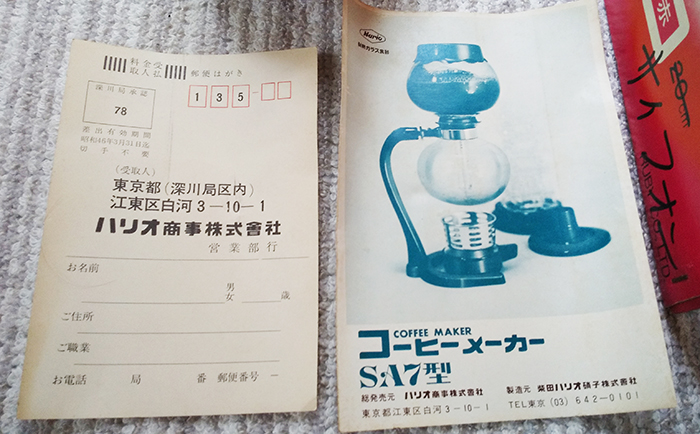 料金受
取人払
郵便はがき
135-
深川局承認
78
差出有効期間
昭和46年3月31日迄
切手不要
(受取人)
東京都(深川局区内)
江東区白河3-10-1
ハリオ商事株式會社
営業部行
お名前
男
女
歳
ご住所
ご職業
お電話 局 番 郵便番号 -
Hario
耐熱ガラス食器
COFFEE MAKER
コーヒーメーカー
SA7型
総発売元 ハリオ商事株式會社 製造元 柴田ハリオ硝子株式會社
東京都江東区白河3-10-1 TEL東京(03)642-0101
赤
20cm